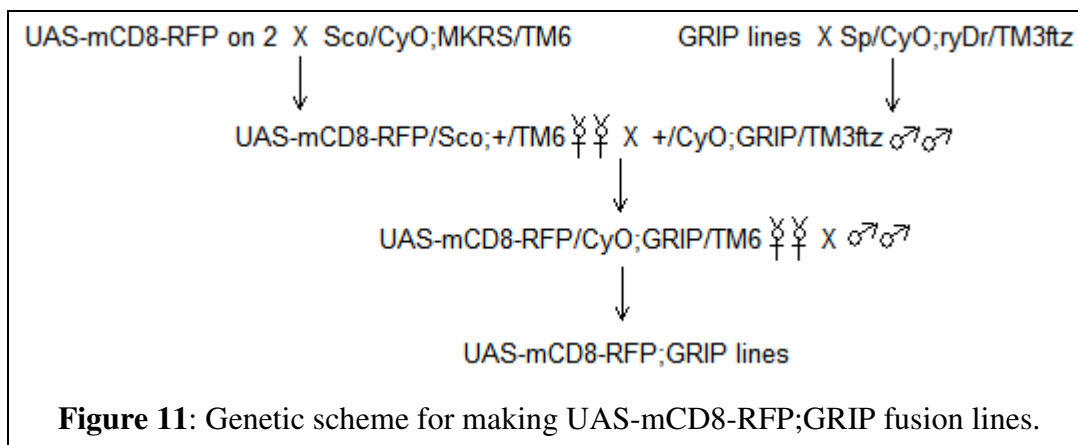 UAS-mCD8-RFP on 2 X Sco/CyO;MKRS/TM6 GRIP lines X Sp/CyO;ryDr/TM3ftz
UAS-mCD8-RFP/Sco;+/TM6 X +/CyO;GRIP/TM3ftz ♂♂
UAS-mCD8-RFP/CyO;GRIP/TM6 X ♂♂
UAS-mCD8-RFP;GRIP lines
Figure 11: Genetic scheme for making UAS-mCD8-RFP;GRIP fusion lines.